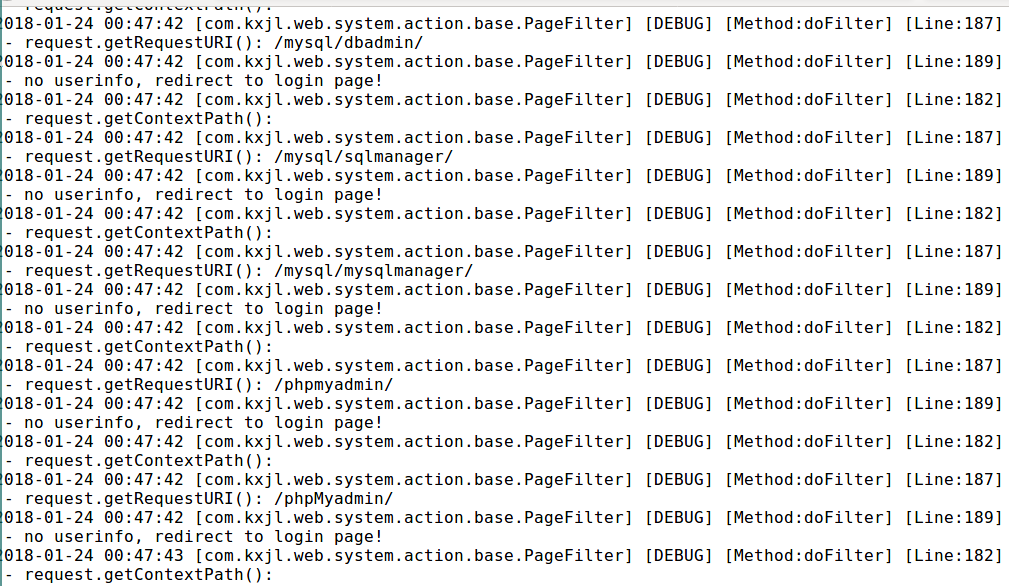 - request.getContextPath():
2018-01-24 00:47:42 [com.kxjl.web.system.action.base.PageFilter] [DEBUG] [Method:doFilter] [Line:187]
- request.getRequestURI(): /mysql/dbadmin/
2018-01-24 00:47:42 [com.kxjl.web.system.action.base.PageFilter] [DEBUG] [Method:doFilter] [Line:189]
- no userinfo, redirect to login page!
2018-01-24 00:47:42 [com.kxjl.web.system.action.base.PageFilter] [DEBUG] [Method:doFilter] [Line:182]
- request.getContextPath():
2018-01-24 00:47:42 [com.kxjl.web.system.action.base.PageFilter] [DEBUG] [Method:doFilter] [Line:187]
- request.getRequestURI(): /mysql/sqlmanager/
2018-01-24 00:47:42 [com.kxjl.web.system.action.base.PageFilter] [DEBUG] [Method:doFilter] [Line:189]
- no userinfo, redirect to login page!
2018-01-24 00:47:42 [com.kxjl.web.system.action.base.PageFilter] [DEBUG] [Method:doFilter] [Line:182]
- request.getContextPath():
2018-01-24 00:47:42 [com.kxjl.web.system.action.base.PageFilter] [DEBUG] [Method:doFilter] [Line:187]
- request.getRequestURI(): /mysql/mysqlmanager/
2018-01-24 00:47:42 [com.kxjl.web.system.action.base.PageFilter] [DEBUG] [Method:doFilter] [Line:189]
- no userinfo, redirect to login page!
2018-01-24 00:47:42 [com.kxjl.web.system.action.base.PageFilter] [DEBUG] [Method:doFilter] [Line:182]
- request.getContextPath():
2018-01-24 00:47:42 [com.kxjl.web.system.action.base.PageFilter] [DEBUG] [Method:doFilter] [Line:187]
- request.getRequestURI(): /phpmyadmin/
2018-01-24 00:47:42 [com.kxjl.web.system.action.base.PageFilter] [DEBUG] [Method:doFilter] [Line:189]
- no userinfo, redirect to login page!
2018-01-24 00:47:42 [com.kxjl.web.system.action.base.PageFilter] [DEBUG] [Method:doFilter] [Line:182]
- request.getContextPath():
2018-01-24 00:47:42 [com.kxjl.web.system.action.base.PageFilter] [DEBUG] [Method:doFilter] [Line:187]
- request.getRequestURI(): /phpMyadmin/
2018-01-24 00:47:42 [com.kxjl.web.system.action.base.PageFilter] [DEBUG] [Method:doFilter] [Line:189]
- no userinfo, redirect to login page!
2018-01-24 00:47:43 [com.kxjl.web.system.action.base.PageFilter] [DEBUG] [Method:doFilter] [Line:182]
- request.getContextPath():